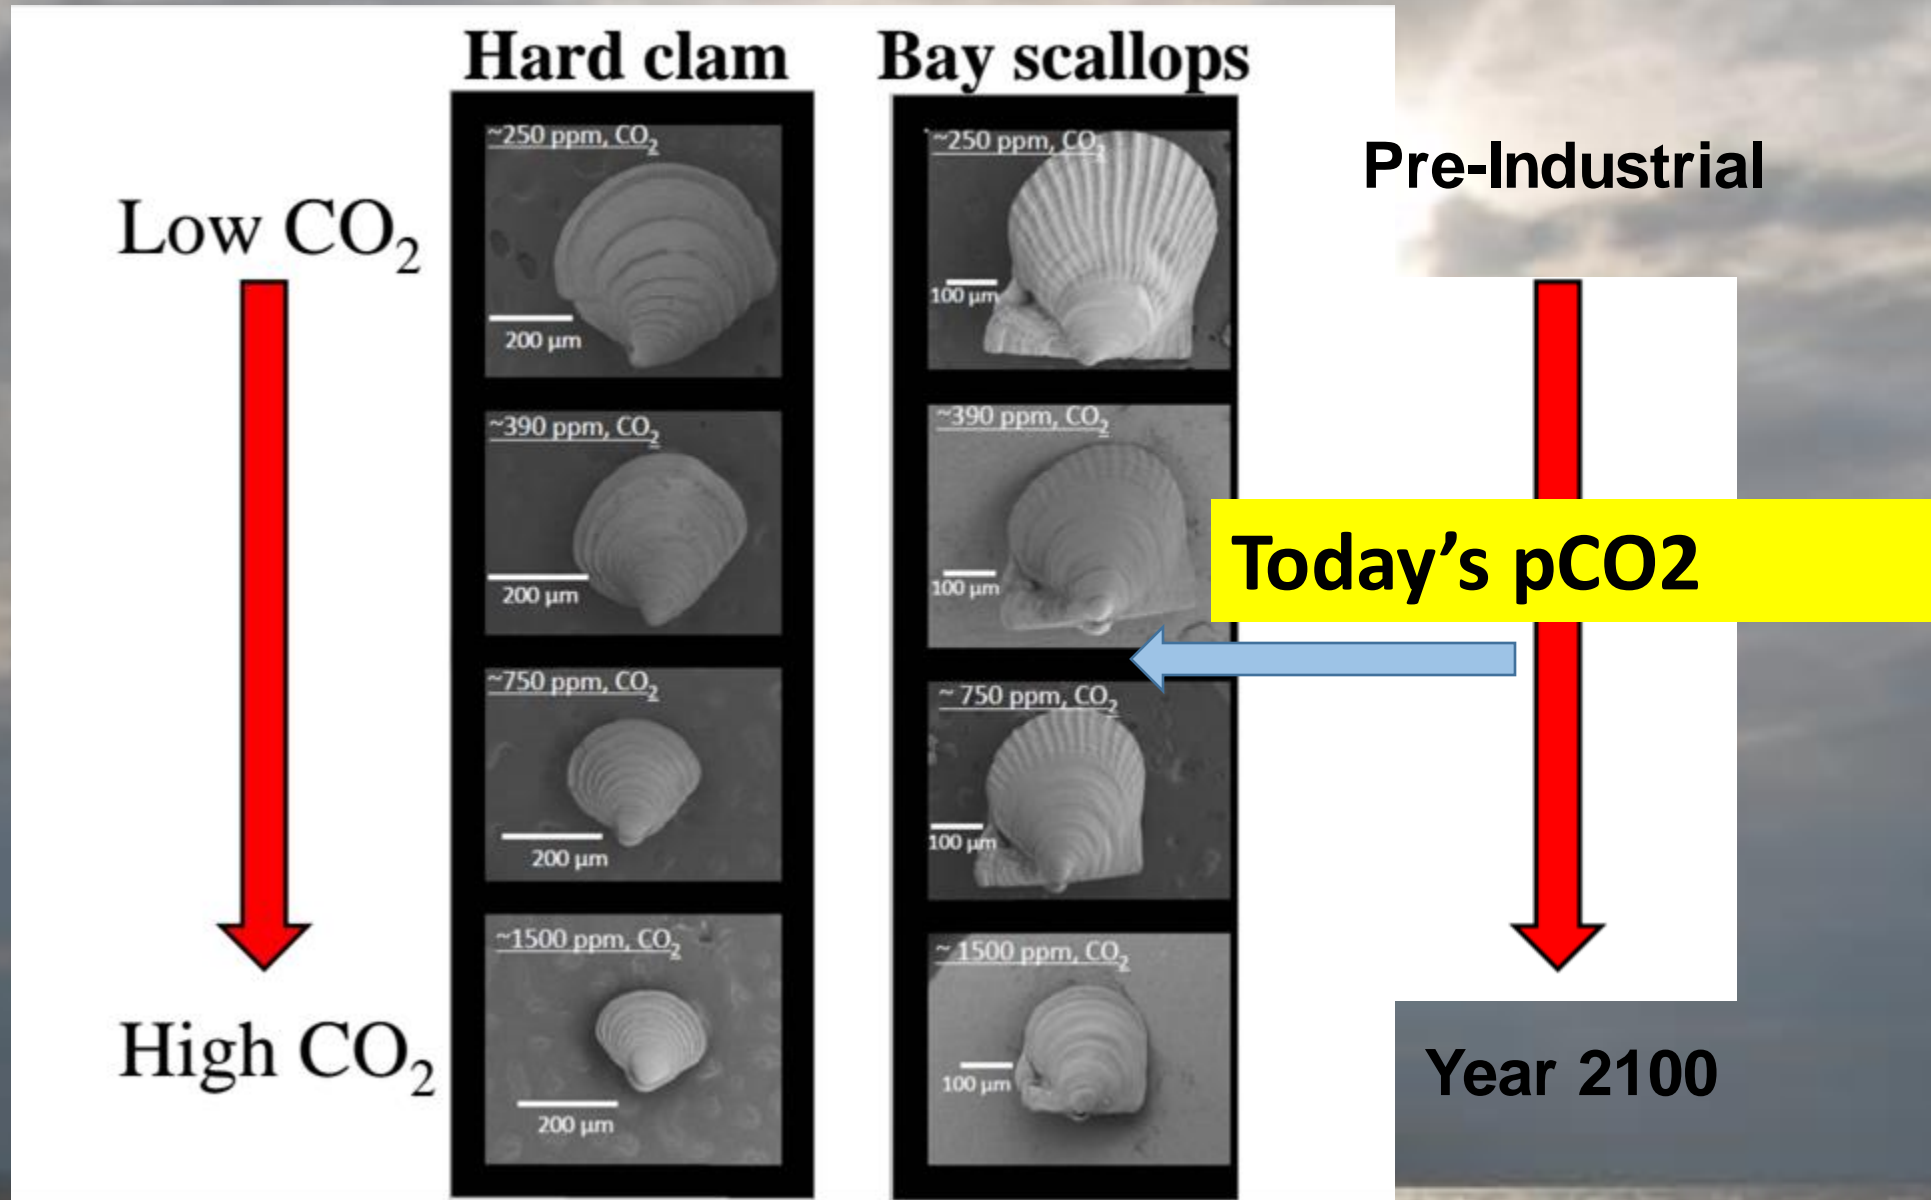 Hard clam
Bay scallops
Low CO₂
High CO₂
~250 ppm, CO₂
200 µm
~390 ppm, CO₂
200 µm
~750 ppm, CO₂
200 µm
~1500 ppm, CO₂
200 µm
~250 ppm, CO₂
100 µm
~390 ppm, CO₂
100 µm
~ 750 ppm, CO₂
100 µm
~ 1500 ppm, CO₂
100 µm
Pre-Industrial
Today’s pCO2
Year 2100